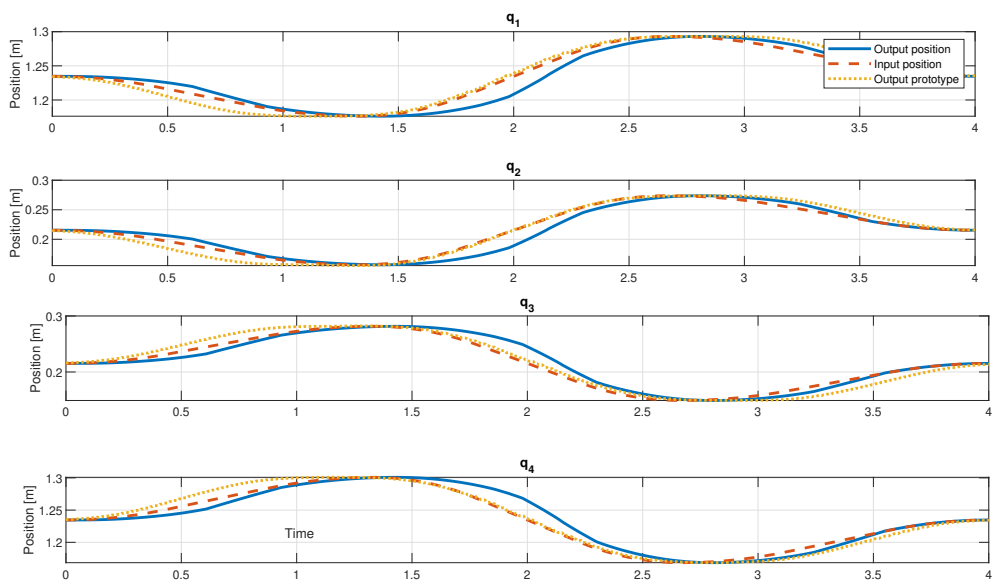 q1
Position [m]
1.3
1.25
1.2
0 0.5 1 1.5 2 2.5 3 3.5 4
Output position
Input position
Output prototype
q2
Position [m]
0.3
0.25
0.2
0 0.5 1 1.5 2 2.5 3 3.5 4
q3
Position [m]
0.3
0.2
0 0.5 1 1.5 2 2.5 3 3.5 4
q4
Position [m]
1.3
1.25
1.2
Time
0 0.5 1 1.5 2 2.5 3 3.5 4